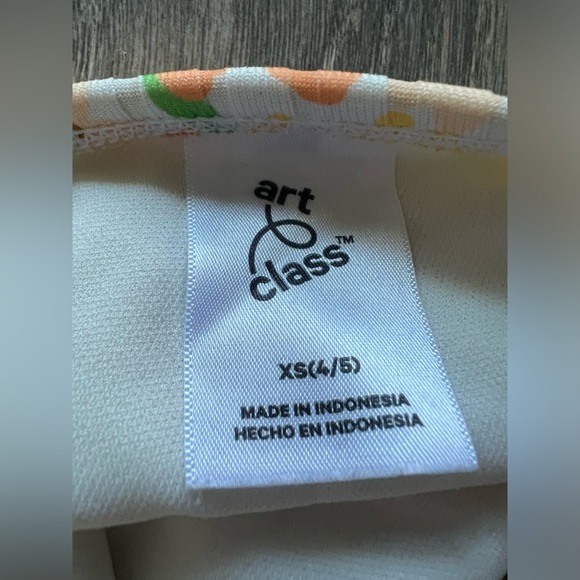 art
class™
XS(4/5)
MADE IN INDONESIA
HECHO EN INDONESIA